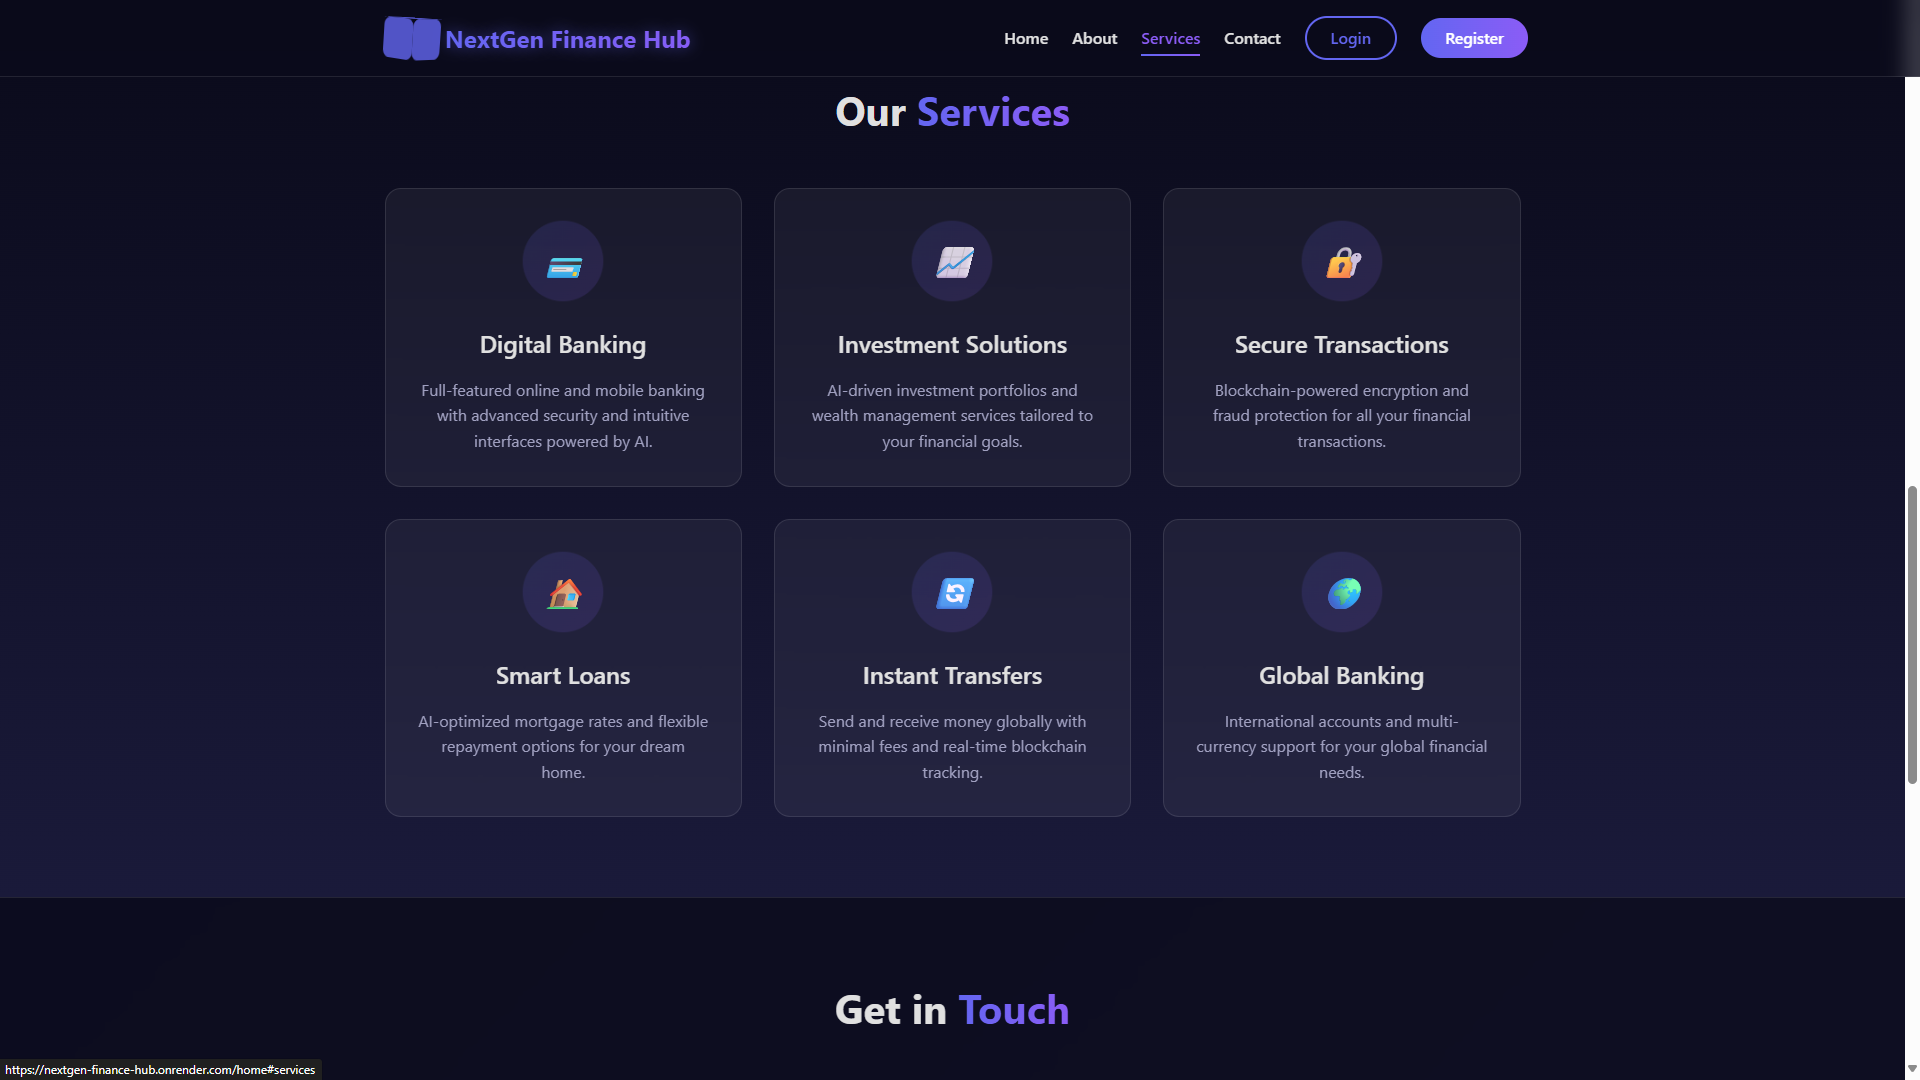 NextGen Finance Hub
Home About Services Contact Login Register
Our Services
Digital Banking
Full-featured online and mobile banking
with advanced security and intuitive
interfaces powered by AI.
Investment Solutions
AI-driven investment portfolios and
wealth management services tailored to
your financial goals.
Secure Transactions
Blockchain-powered encryption and
fraud protection for all your financial
transactions.
Smart Loans
AI-optimized mortgage rates and flexible
repayment options for your dream
home.
Instant Transfers
Send and receive money globally with
minimal fees and real-time blockchain
tracking.
Global Banking
International accounts and multi-
currency support for your global financial
needs.
Get in Touch
https://nextgen-finance-hub.onrender.com/home#services